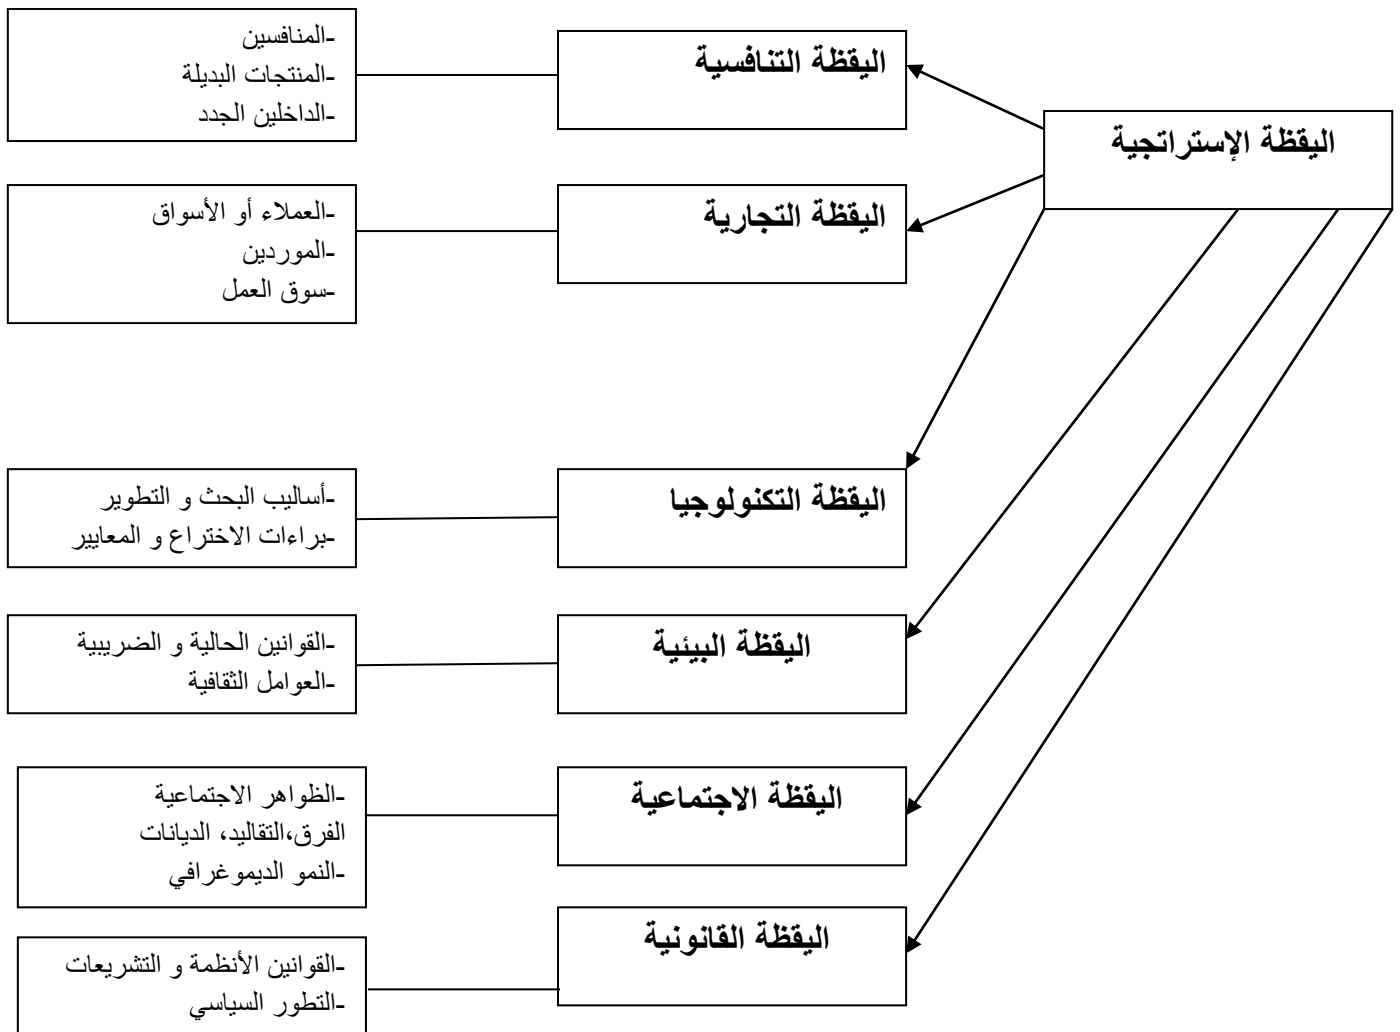 اليقظة الإستراتجية
اليقظة التنافسية
-المنافسين
-المنتجات البديلة
-الداخلين الجدد
اليقظة التجارية
-العملاء أو الأسواق
-الموردين
-سوق العمل
اليقظة التكنولوجيا
-أساليب البحث و التطوير
-براءات الاختراع و المعايير
اليقظة البيئية
-القوانين الحالية و الضريبية
-العوامل الثقافية
اليقظة الاجتماعية
-الظواهر الاجتماعية
الفرق،التقاليد، الديانات
-النمو الديموغرافي
اليقظة القانونية
-القوانين الأنظمة و التشريعات
-التطور السياسي